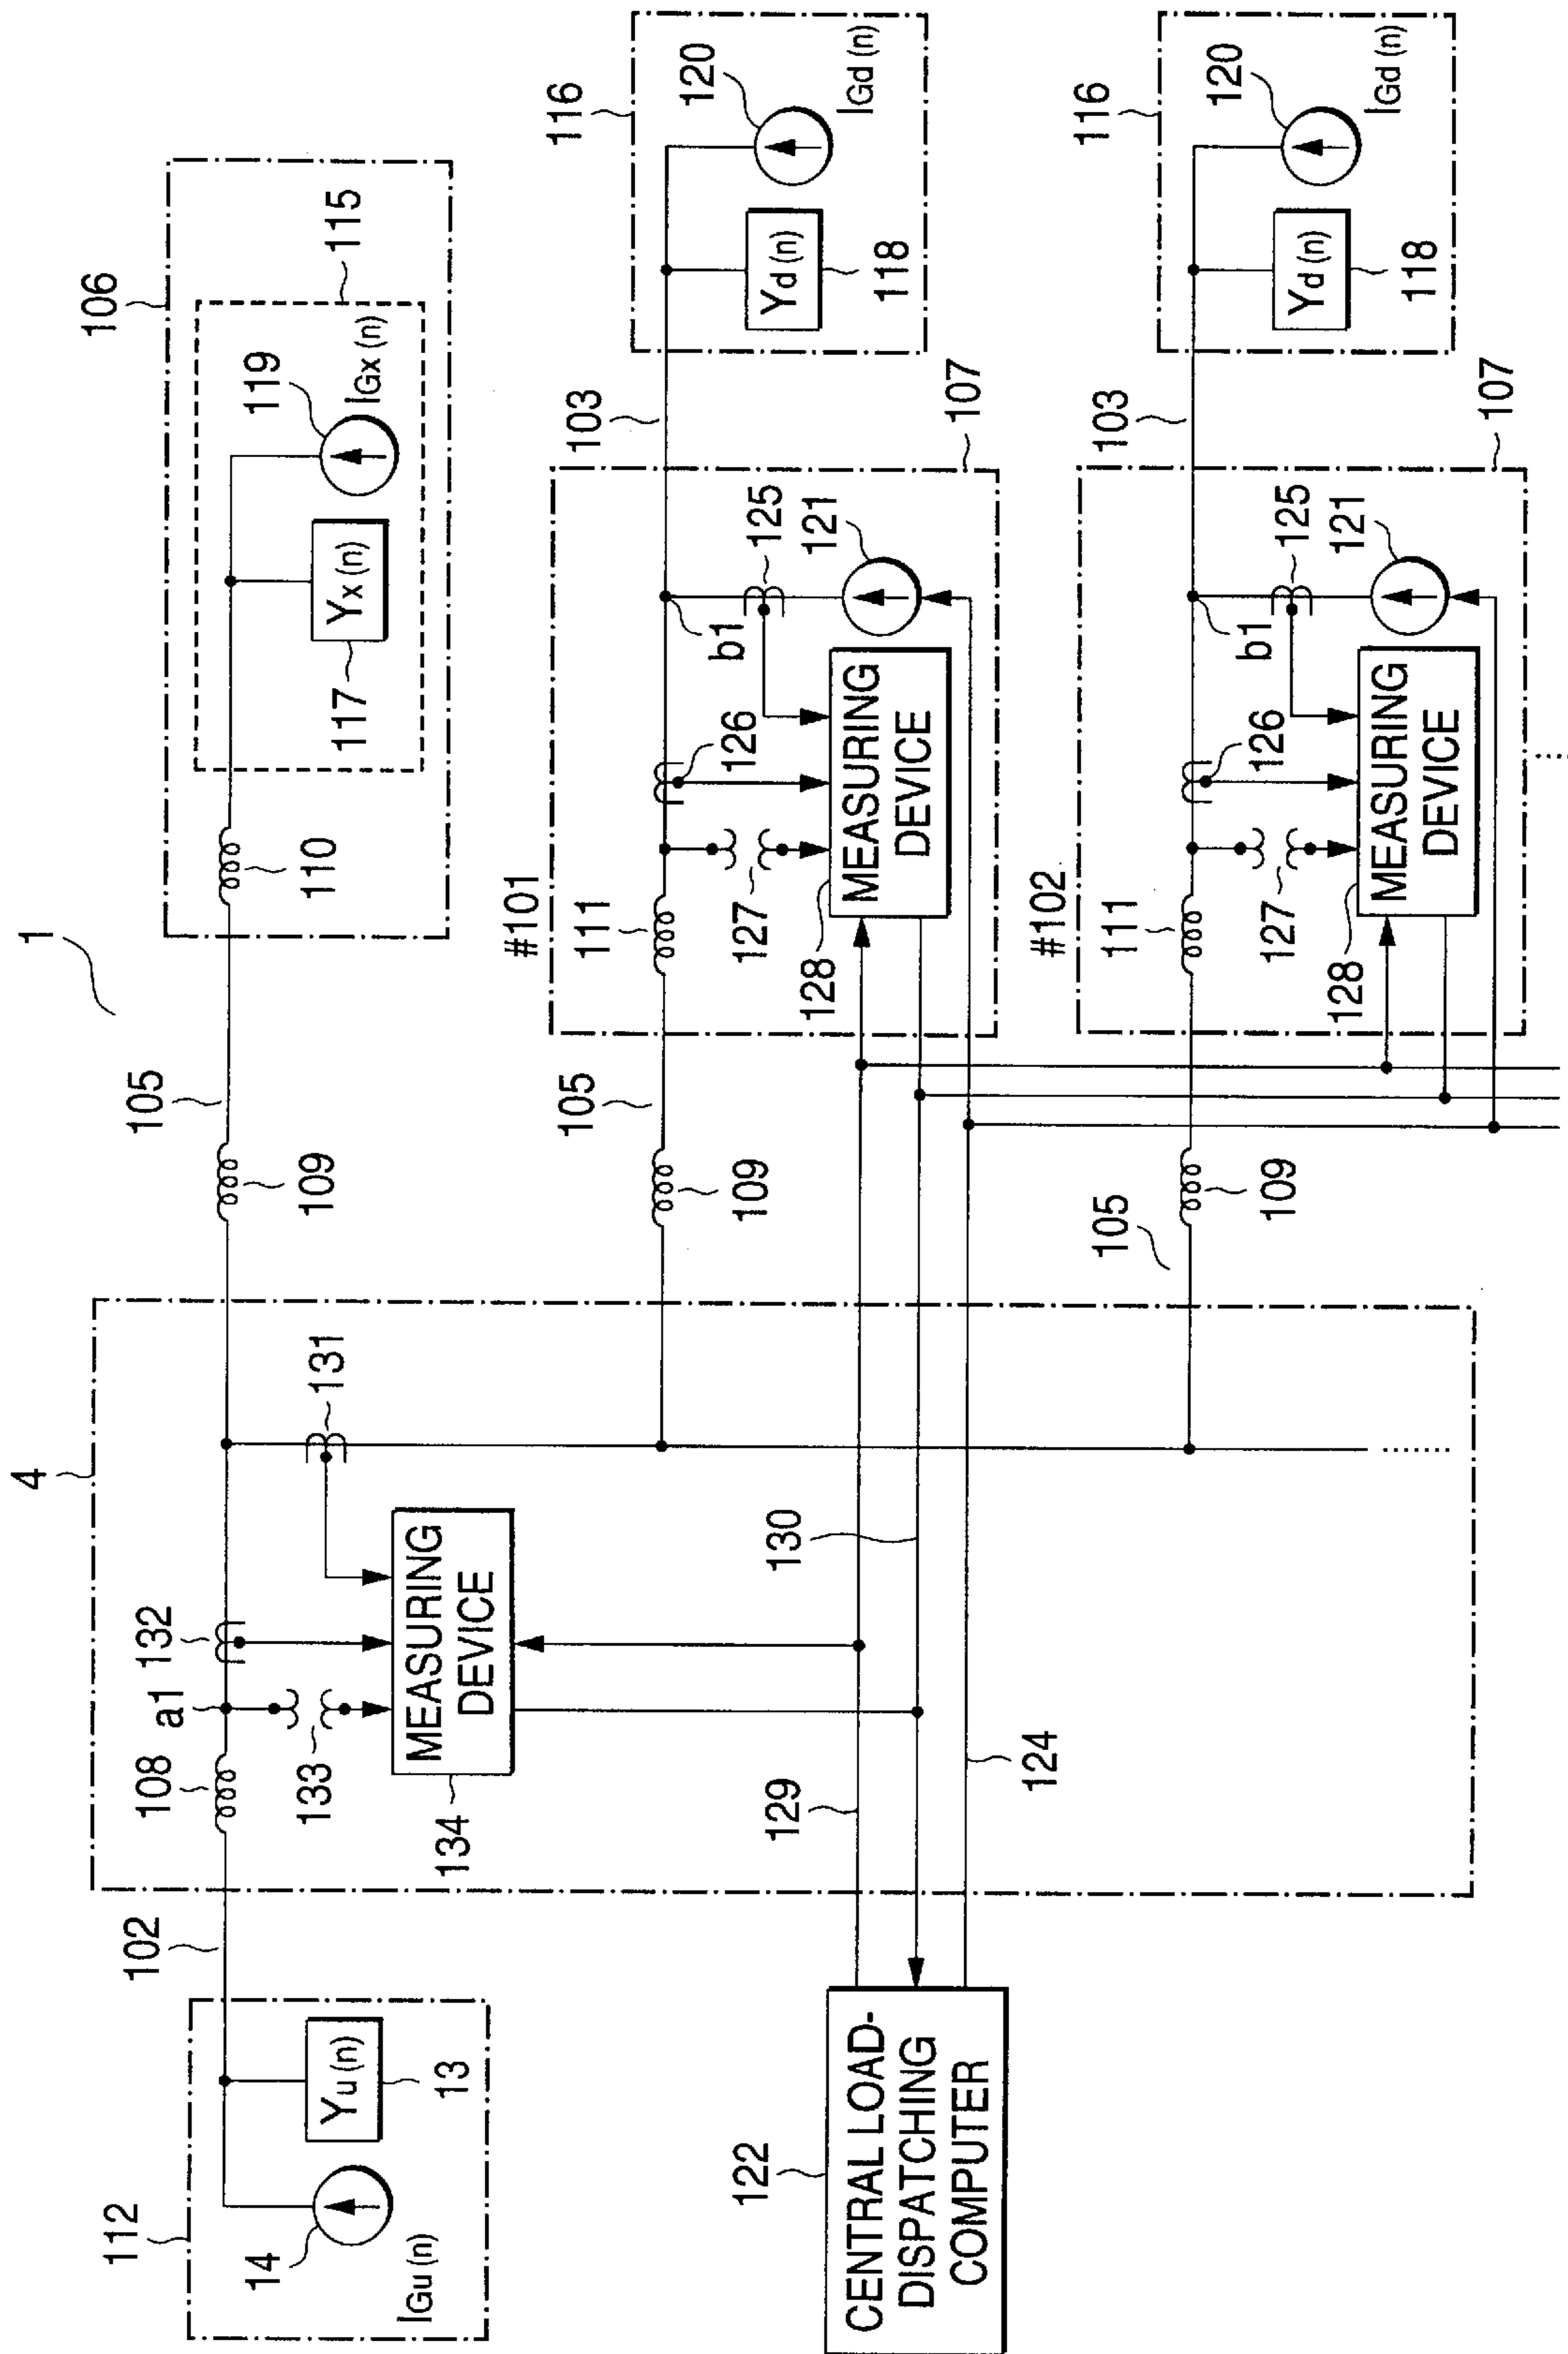 1
112
14
IGu (n)
Yu (n)
13
102
4
108
a1
132
133
131
MEASURING
DEVICE
134
129
130
124
122
CENTRAL LOAD-
DISPATCHING
COMPUTER
109
105
106
110
115
117
Yx (n)
119
IGx (n)
109
105
#101
111
127
126
b1
125
121
128
MEASURING
DEVICE
107
103
116
120
IGd (n)
Yd (n)
118
105
109
#102
111
127
126
b1
125
121
128
MEASURING
DEVICE
107
103
116
120
IGd (n)
Yd (n)
118